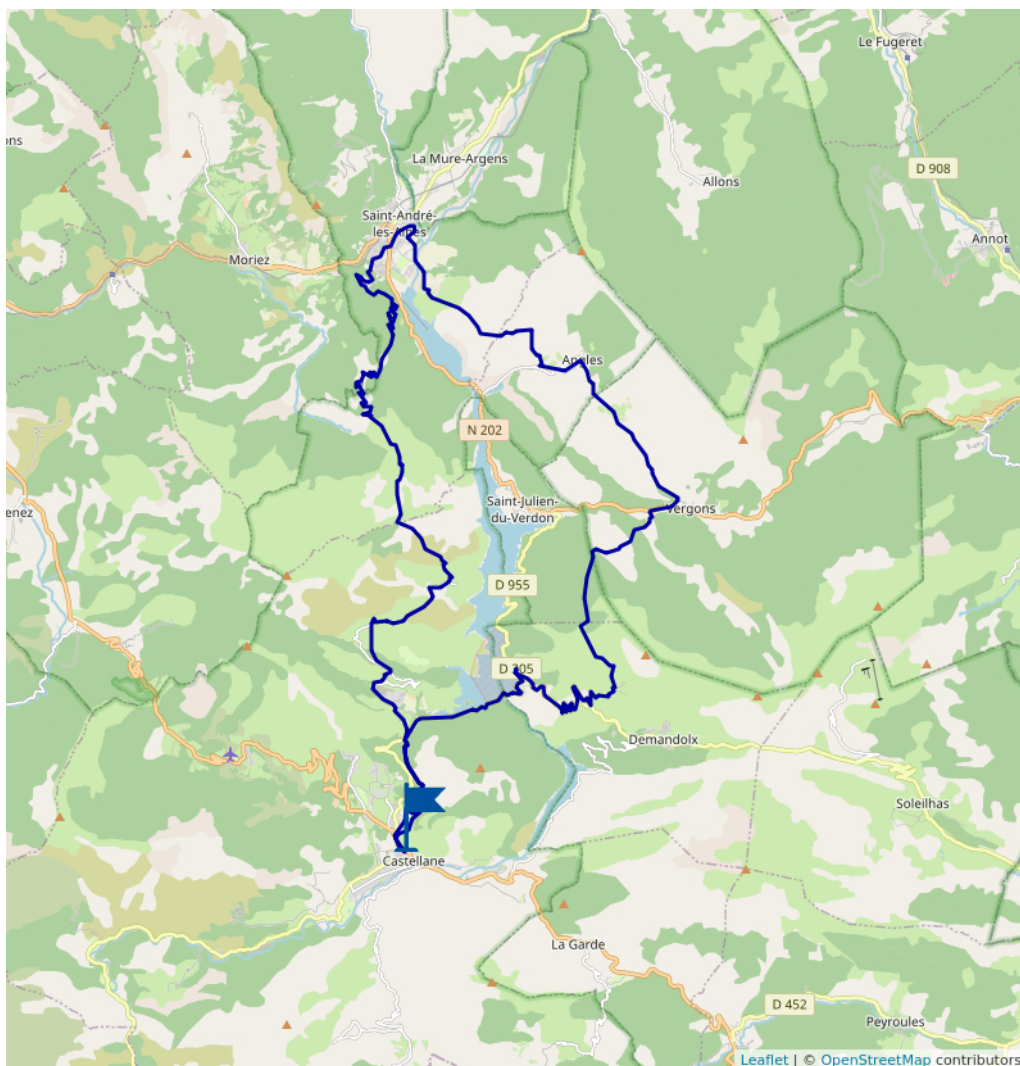 Le Fugeret
ons
La Mure-Argens
D 908
Allons
Saint-André-
les-Alpes
Annot
Moriez
Angles
N 202
Saint-Julien-
du-Verdon
Vergons
enez
D 955
D 205
Demandolx
Soleilhas
Castellane
La Garde
D 452
Peyroules
Leaflet | © OpenStreetMap contributors